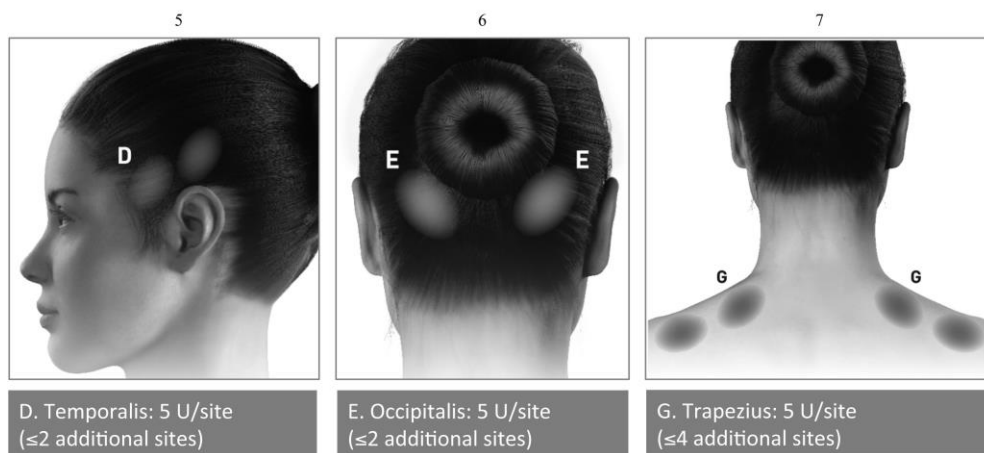 5
6
7
D
E
E
G
G
D. Temporalis: 5 U/site
(≤2 additional sites)
E. Occipitalis: 5 U/site
(≤2 additional sites)
G. Trapezius: 5 U/site
(≤4 additional sites)